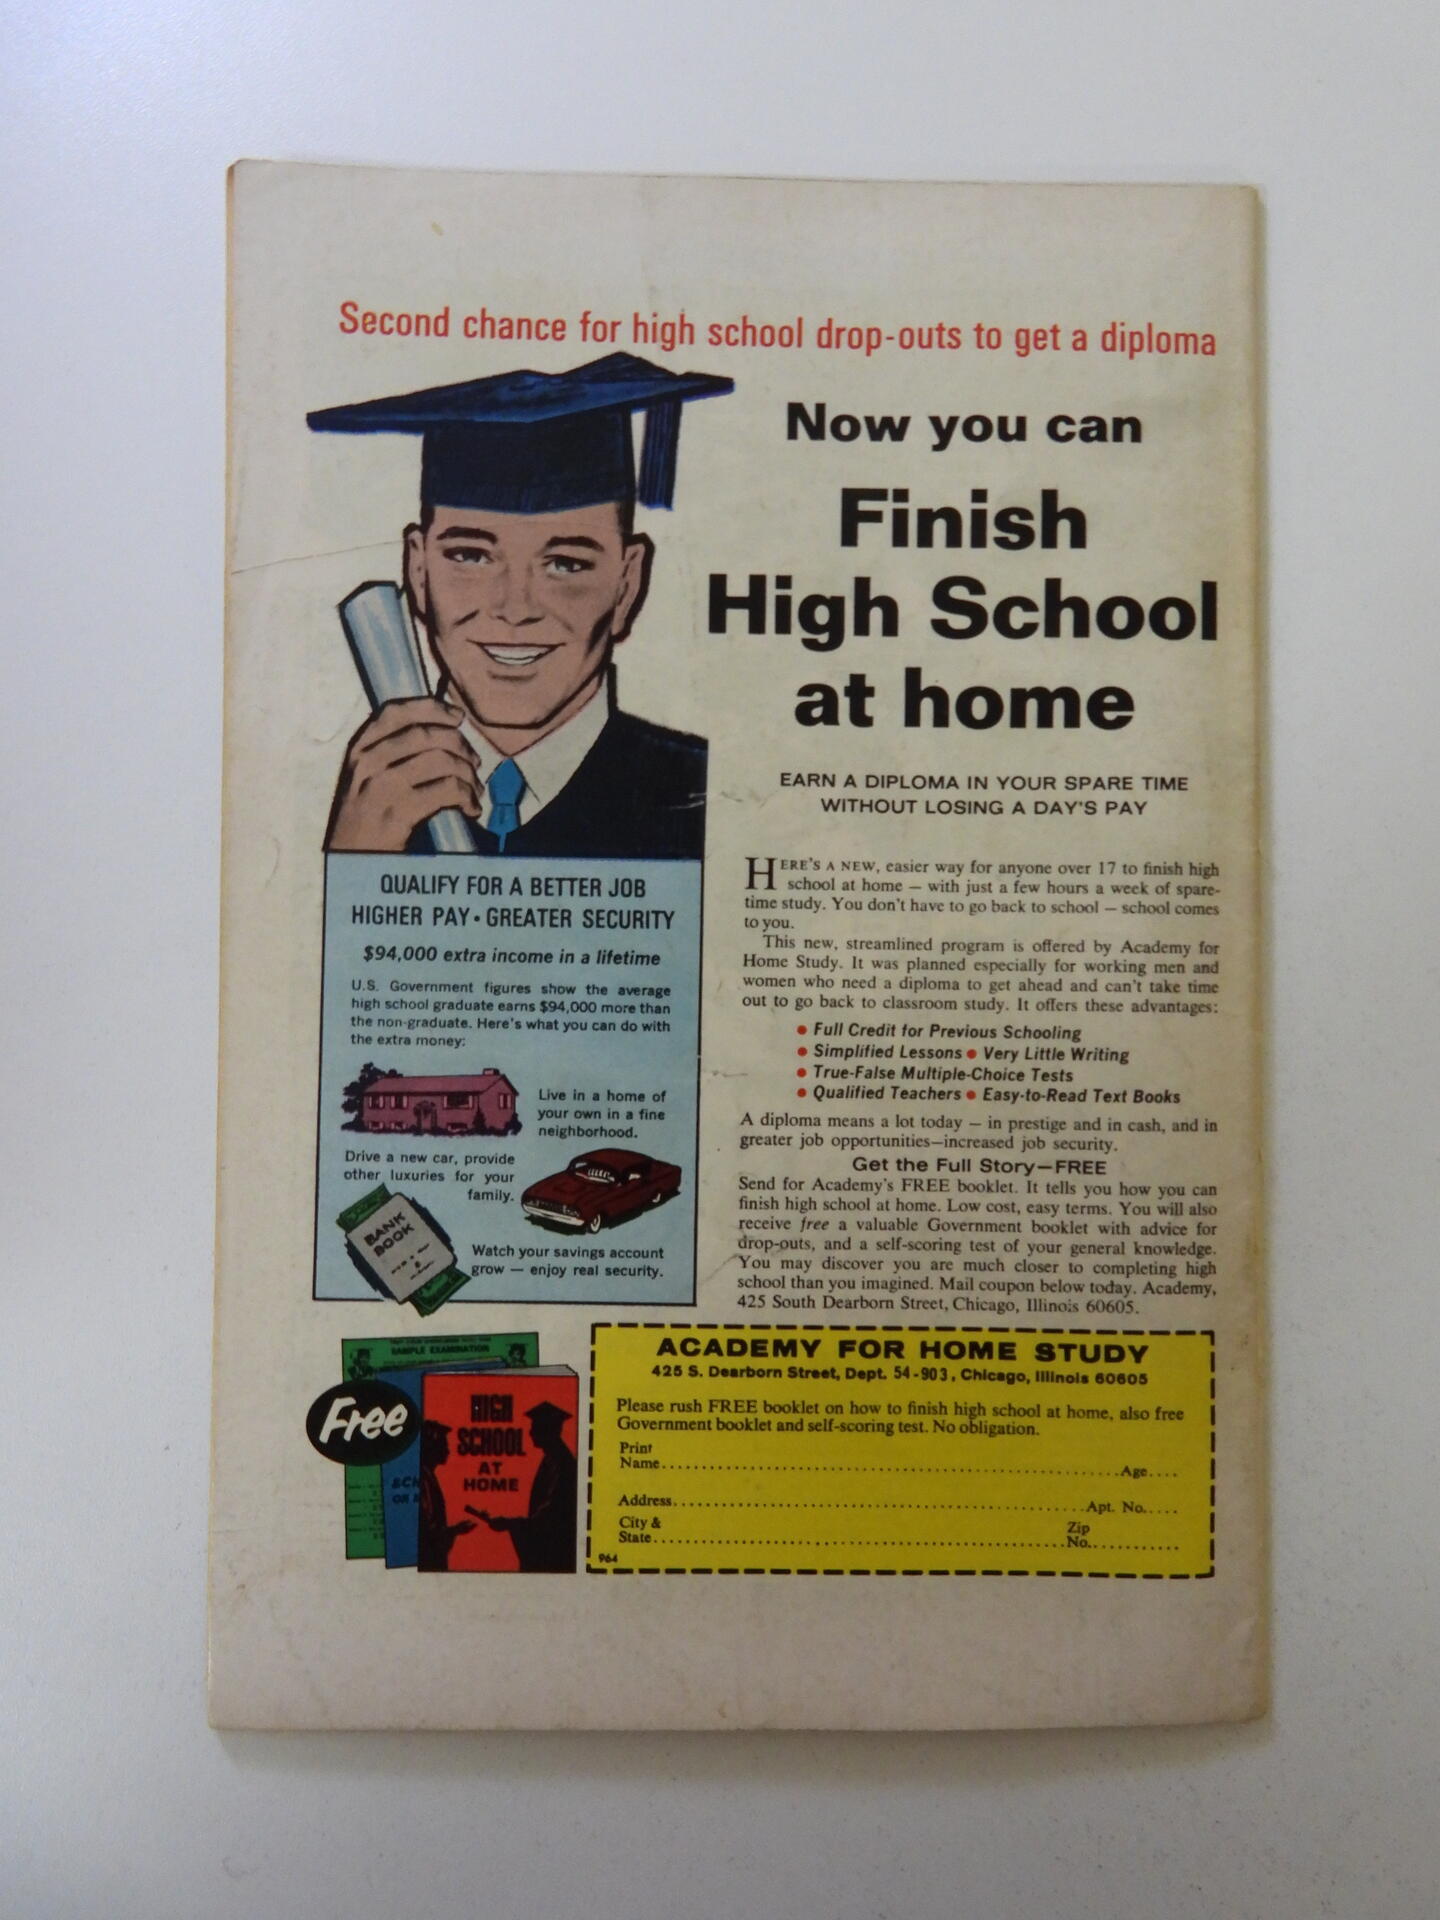 Second chance for high school drop-outs to get a diploma
Now you can
Finish
High School
at home
EARN A DIPLOMA IN YOUR SPARE TIME
WITHOUT LOSING A DAY'S PAY
QUALIFY FOR A BETTER JOB
HIGHER PAY • GREATER SECURITY
$94,000 extra income in a lifetime
U.S. Government figures show the average
high school graduate earns $94,000 more than
the non-graduate. Here's what you can do with
the extra money:
Live in a home of
your own in a fine
neighborhood.
Drive a new car, provide
other luxuries for your
family.
BANK
BOOK
Watch your savings account
grow — enjoy real security.
HERE'S A NEW, easier way for anyone over 17 to finish high
school at home — with just a few hours a week of spare-
time study. You don't have to go back to school — school comes
to you.
This new, streamlined program is offered by Academy for
Home Study. It was planned especially for working men and
women who need a diploma to get ahead and can't take time
out to go back to classroom study. It offers these advantages:
• Full Credit for Previous Schooling
• Simplified Lessons • Very Little Writing
• True-False Multiple-Choice Tests
• Qualified Teachers • Easy-to-Read Text Books
A diploma means a lot today — in prestige and in cash, and in
greater job opportunities—increased job security.
Get the Full Story—FREE
Send for Academy's FREE booklet. It tells you how you can
finish high school at home. Low cost, easy terms. You will also
receive free a valuable Government booklet with advice for
drop-outs, and a self-scoring test of your general knowledge.
You may discover you are much closer to completing high
school than you imagined. Mail coupon below today. Academy,
425 South Dearborn Street, Chicago, Illinois 60605.
SAMPLE EXAMINATION
Free
HIGH
SCHOOL
AT
HOME
ACADEMY FOR HOME STUDY
425 S. Dearborn Street, Dept. 54-903, Chicago, Illinois 60605
Please rush FREE booklet on how to finish high school at home, also free
Government booklet and self-scoring test. No obligation.
Print
Name Age
Address Apt. No.
City & Zip
State No.
964